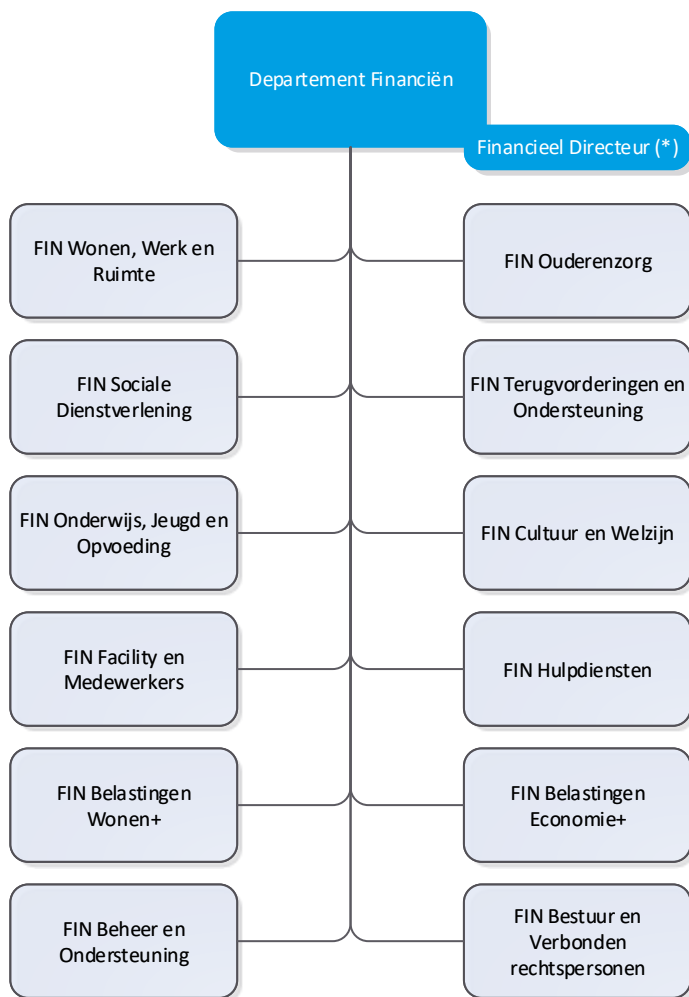 Departement Financiën
Financieel Directeur (*)
FIN Wonen, Werk en
Ruimte
FIN Ouderenzorg
FIN Sociale
Dienstverlening
FIN Terugvorderingen en
Ondersteuning
FIN Onderwijs, Jeugd en
Opvoeding
FIN Cultuur en Welzijn
FIN Facility en
Medewerkers
FIN Hulpdiensten
FIN Belastingen
Wonen+
FIN Belastingen
Economie+
FIN Beheer en
Ondersteuning
FIN Bestuur en
Verbonden
rechtspersonen